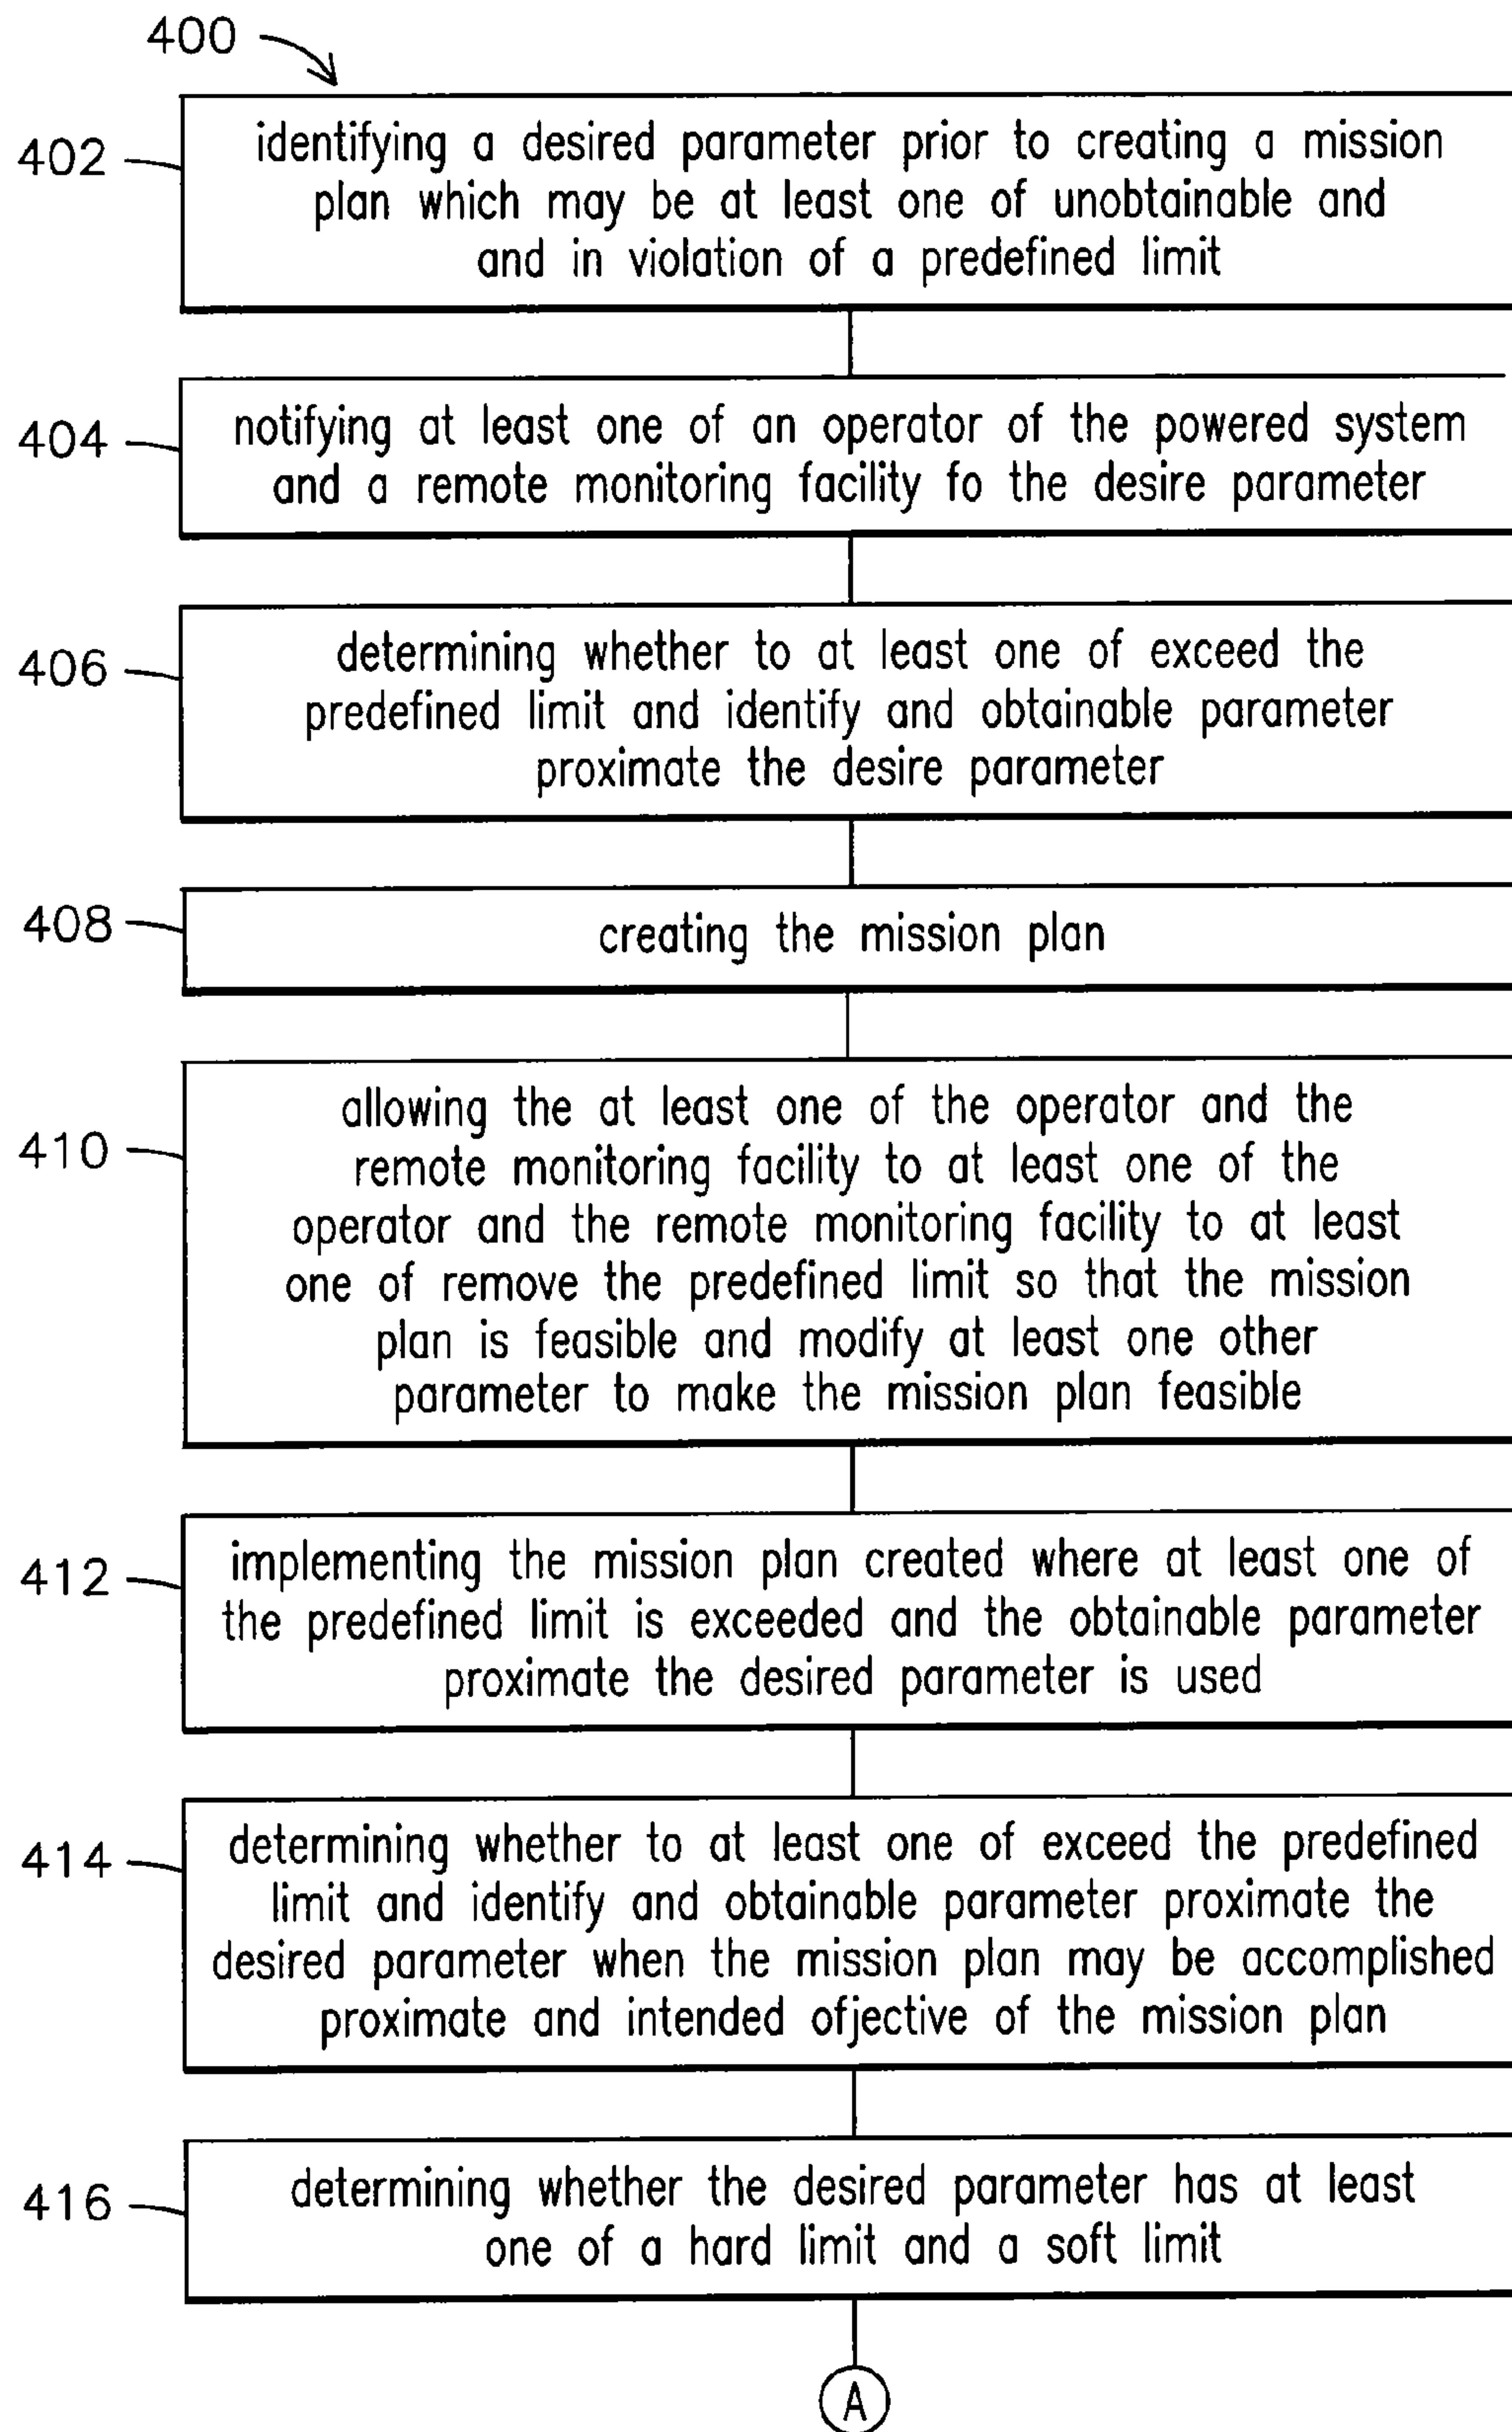 400
402
identifying a desired parameter prior to creating a mission
plan which may be at least one of unobtainable and
and in violation of a predefined limit
404
notifying at least one of an operator of the powered system
and a remote monitoring facility fo the desire parameter
406
determining whether to at least one of exceed the
predefined limit and identify and obtainable parameter
proximate the desire parameter
408
creating the mission plan
410
allowing the at least one of the operator and the
remote monitoring facility to at least one of the
operator and the remote monitoring facility to at least
one of remove the predefined limit so that the mission
plan is feasible and modify at least one other
parameter to make the mission plan feasible
412
implementing the mission plan created where at least one of
the predefined limit is exceeded and the obtainable parameter
proximate the desired parameter is used
414
determining whether to at least one of exceed the predefined
limit and identify and obtainable parameter proximate the
desired parameter when the mission plan may be accomplished
proximate and intended ofjective of the mission plan
416
determining whether the desired parameter has at least
one of a hard limit and a soft limit
A